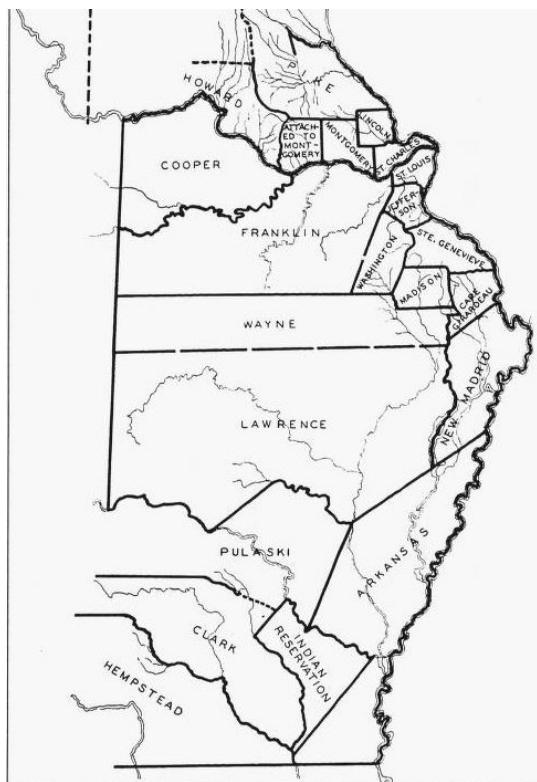 HOWARD
PIKE
LINCOLN
ATTACH-
ED TO
MONT-
GOMERY
MONTGOMERY
ST. CHARLES
ST. LOUIS
COOPER
JEFFER-
SON
FRANKLIN
STE. GENEVIEVE
WASHINGTON
MADISON
CAPE
GIRARDEAU
WAYNE
NEW MADRID
LAWRENCE
PULASKI
ARKANSAS
CLARK
INDIAN
RESERVATION
HEMPSTEAD